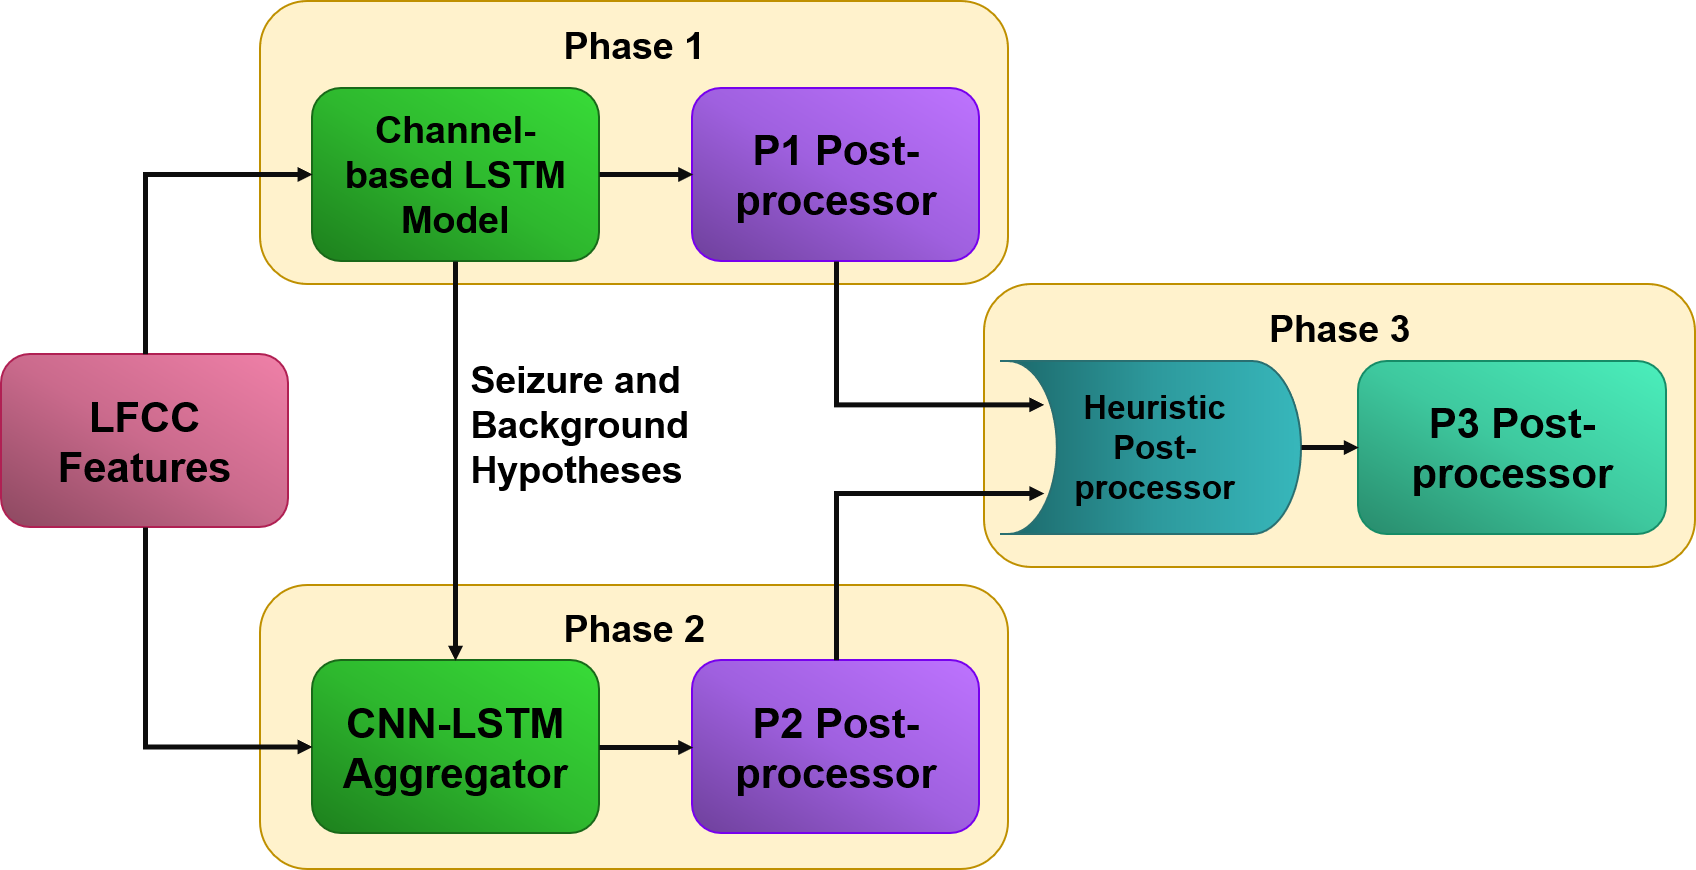 Phase 1
Channel-
based LSTM
Model
P1 Post-
processor
LFCC
Features
Seizure and
Background
Hypotheses
Phase 3
Heuristic
Post-
processor
P3 Post-
processor
Phase 2
CNN-LSTM
Aggregator
P2 Post-
processor